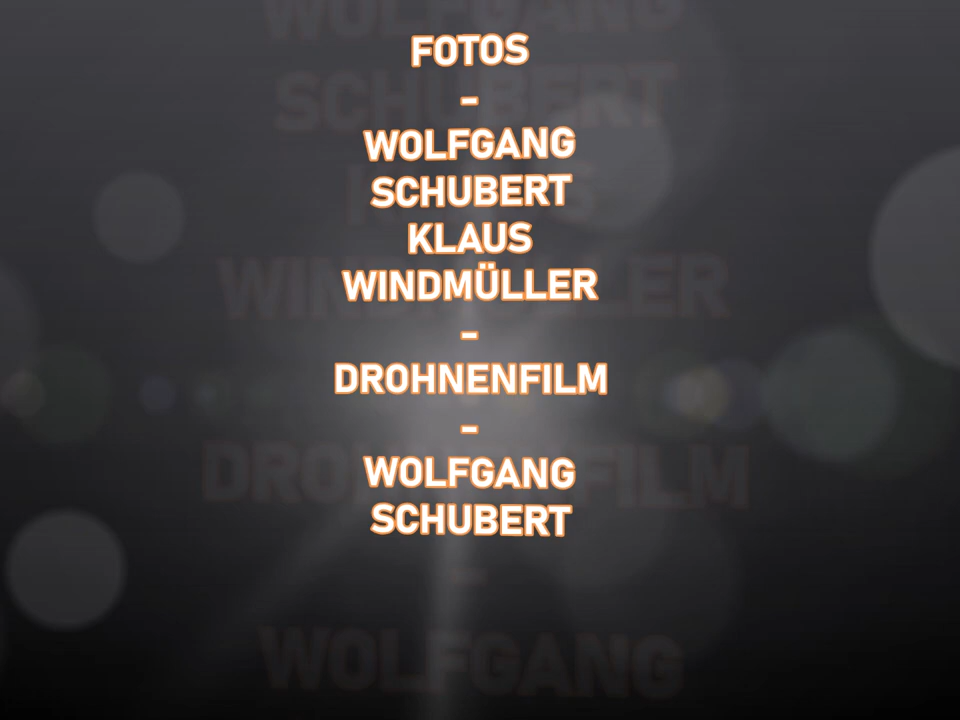 FOTOS
-
WOLFGANG
SCHUBERT
KLAUS
WINDMÜLLER
-
DROHNENFILM
-
WOLFGANG
SCHUBERT